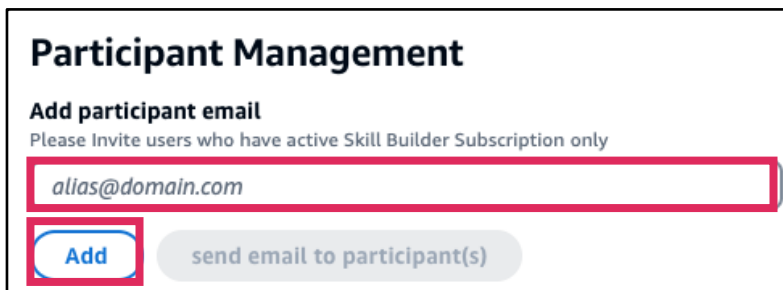 Participant Management
Add participant email
Please Invite users who have active Skill Builder Subscription only
alias@domain.com
Add send email to participant(s)